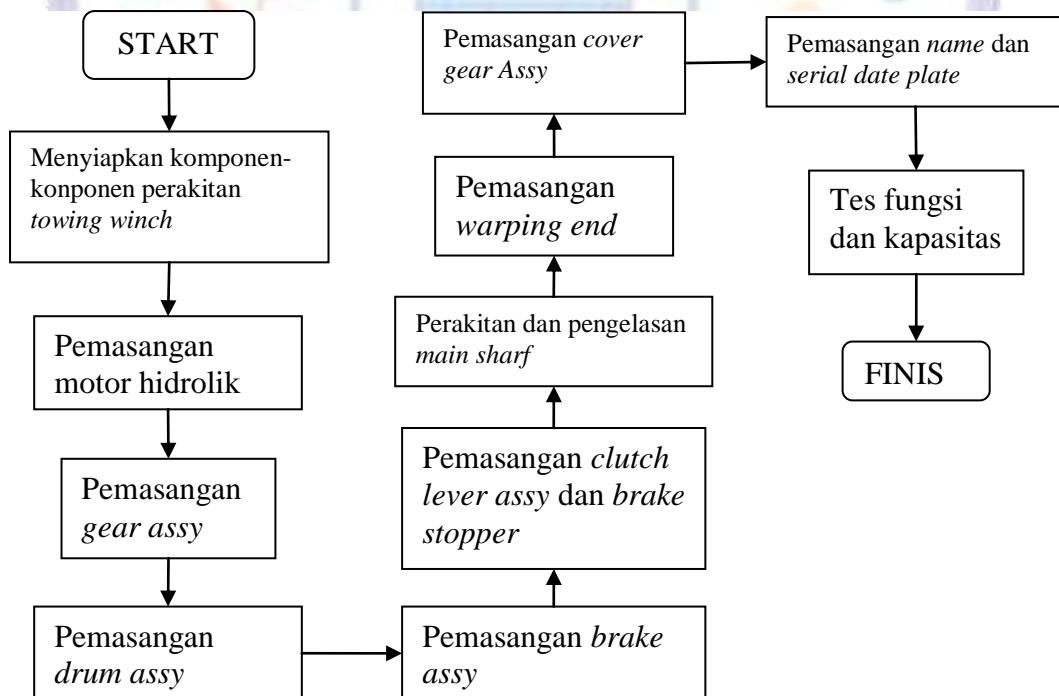 START
Menyiapkan komponen-
konponen perakitan
towing winch
Pemasangan
motor hidrolik
Pemasangan
gear assy
Pemasangan
drum assy
Pemasangan brake
assy
Pemasangan clutch
lever assy dan brake
stopper
Perakitan dan pengelasan
main sharf
Pemasangan
warping end
Pemasangan cover
gear Assy
Pemasangan name dan
serial date plate
Tes fungsi
dan kapasitas
FINIS